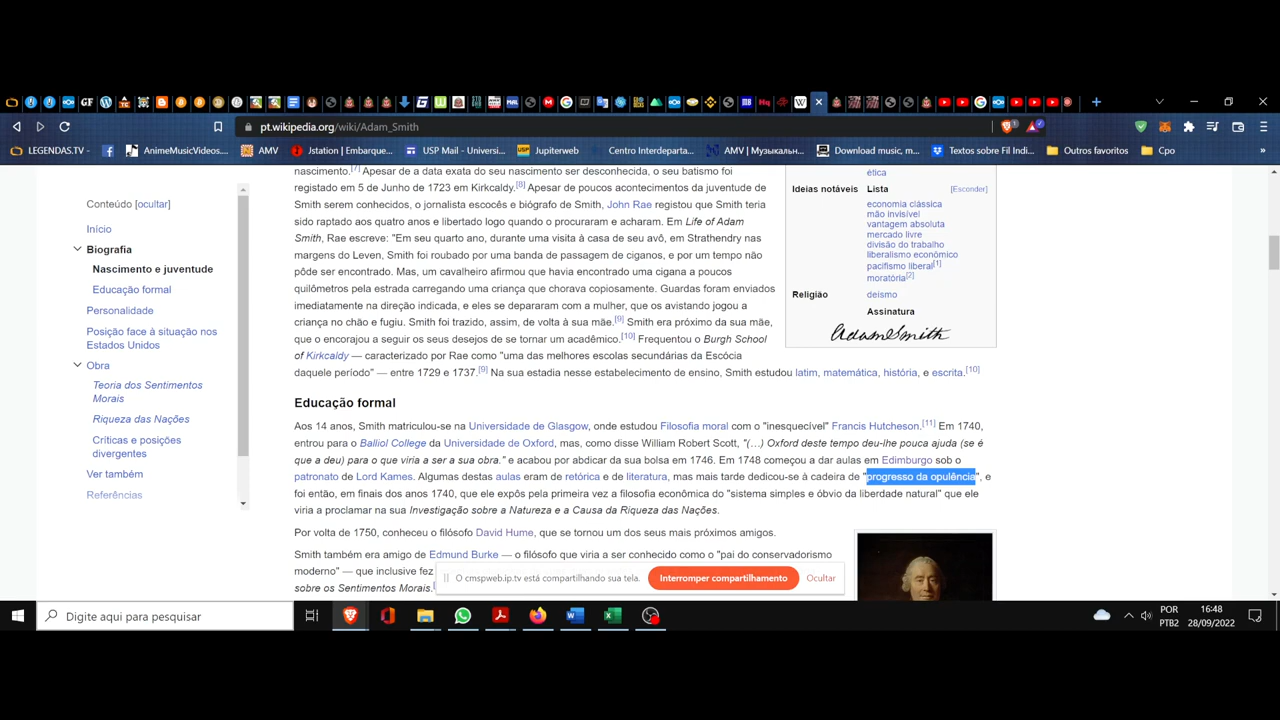 pt.wikipedia.org/wiki/Adam_Smith
LEGENDAS.TV -
AnimeMusicVideos...
AMV
Jstation | Embarque...
USP Mail - Universi...
Jupiterweb
Centro Interdeparta...
AMV | Музыкальн...
Download music, m...
Textos sobre Fil Indi...
Outros favoritos
Cpo
Conteúdo [ocultar]
Início
Biografia
Nascimento e juventude
Educação formal
Personalidade
Posição face à situação nos
Estados Unidos
Obra
Teoria dos Sentimentos
Morais
Riqueza das Nações
Críticas e posições
divergentes
Ver também
Referências
nascimento.[7] Apesar da a data exata do seu nascimento ser desconhecida, o seu batismo foi
registado em 5 de Junho de 1723 em Kirkcaldy.[8] Apesar de poucos acontecimentos da juventude de
Smith serem conhecidos, o jornalista escocês e biógrafo de Smith, John Rae registou que Smith teria
sido raptado aos quatro anos e libertado logo quando o procuraram e acharam. Em Life of Adam
Smith, Rae escreve: "Em seu quarto ano, durante uma visita à casa de seu avô, em Strathendry nas
margens do Leven, Smith foi roubado por uma banda de passagem de ciganos, e por um tempo não
pôde ser encontrado. Mas, um cavalheiro afirmou que havia encontrado uma cigana a poucos
quilômetros pela estrada carregando uma criança que chorava copiosamente. Guardas foram enviados
imediatamente na direção indicada, e eles se depararam com a mulher, que os avistando jogou a
criança no chão e fugiu. Smith foi trazido, assim, de volta à sua mãe.[9] Smith era próximo da sua mãe,
que o encorajou a seguir os seus desejos de se tornar um acadêmico.[10] Frequentou o Burgh School
of Kirkcaldy — caracterizado por Rae como "uma das melhores escolas secundárias da Escócia
daquele período" — entre 1729 e 1737.[9] Na sua estadia nesse estabelecimento de ensino, Smith estudou latim, matemática, história, e escrita.[10]
ética
Ideias notáveis
Lista
[Esconder]
economia clássica
mão invisível
vantagem absoluta
mercado livre
divisão do trabalho
liberalismo econômico
pacifismo liberal[1]
moratória[2]
Religião
deísmo
Assinatura
Adam Smith
Educação formal
Aos 14 anos, Smith matriculou-se na Universidade de Glasgow, onde estudou Filosofia moral com o "inesquecível" Francis Hutcheson.[11] Em 1740,
entrou para o Balliol College da Universidade de Oxford, mas, como disse William Robert Scott, "(...) Oxford deste tempo deu-lhe pouca ajuda (se é
que a deu) para o que viria a ser a sua obra." e acabou por abdicar da sua bolsa em 1746. Em 1748 começou a dar aulas em Edimburgo sob o
patronato de Lord Kames. Algumas destas aulas eram de retórica e de literatura, mas mais tarde dedicou-se à cadeira de "progresso da opulência", e
foi então, em finais dos anos 1740, que ele expôs pela primeira vez a filosofia econômica do "sistema simples e óbvio da liberdade natural" que ele
viria a proclamar na sua Investigação sobre a Natureza e a Causa da Riqueza das Nações.
Por volta de 1750, conheceu o filósofo David Hume, que se tornou um dos seus mais próximos amigos.
Smith também era amigo de Edmund Burke — o filósofo que viria a ser conhecido como o "pai do conservadorismo
moderno" — que inclusive fez
sobre os Sentimentos Morais.
O cmspweb.ip.tv está compartilhando sua tela.
Interromper compartilhamento
Ocultar
Digite aqui para pesquisar
POR
PTB2
16:48
28/09/2022